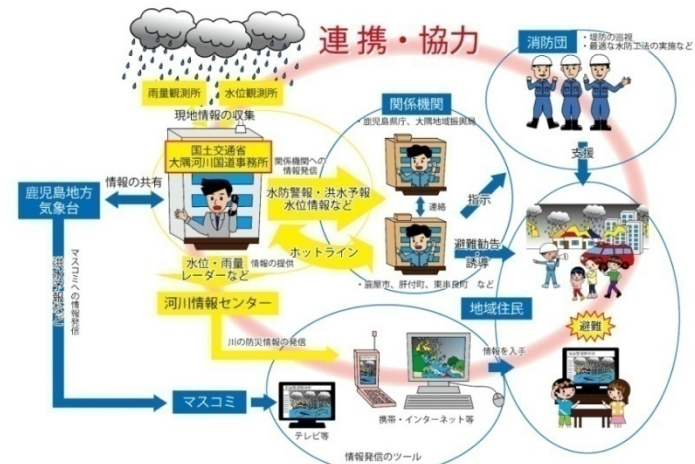 連携・協力
消防団
・堤防の巡視
・最適な水防工法の実施など
雨量観測所
水位観測所
現地情報の収集
関係機関
・鹿児島県庁、大隅地域振興局
国土交通省
大隅河川国道事務所
関係機関への
情報発信
支援
鹿児島地方
気象台
情報の共有
水防警報・洪水予報
水位情報など
連絡
指示
ホットライン
避難勧告
・誘導
水位・雨量
レーダーなど
情報の提供
・鹿屋市、肝付町、東串良町 など
マスコミへの情報発信
洪水予報など
河川情報センター
地域住民
川の防災情報の発信
避難
情報を入手
マスコミ
テレビ等
携帯・インターネット等
情報発信のツール